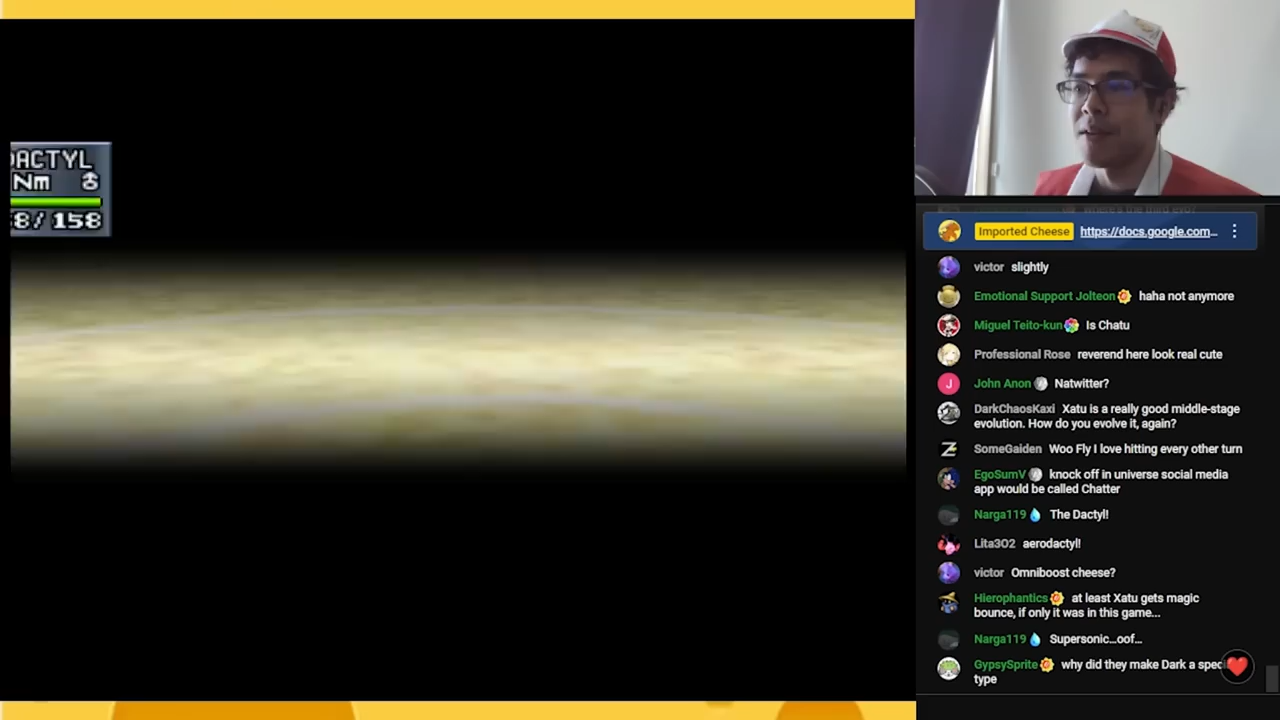 DACTYL
Nm
8/ 158
where's the third evo?
Imported Cheese https://docs.google.com...
victor slightly
Emotional Support Jolteon haha not anymore
Miguel Teito-kun Is Chatu
Professional Rose reverend here look real cute
J John Anon Natwitter?
DarkChaosKaxi Xatu is a really good middle-stage
evolution. How do you evolve it, again?
SomeGaiden Woo Fly I love hitting every other turn
EgoSumV knock off in universe social media
app would be called Chatter
Narga119 The Dactyl!
Lita3O2 aerodactyl!
victor Omniboost cheese?
Hierophantics at least Xatu gets magic
bounce, if only it was in this game...
Narga119 Supersonic...oof...
GypsySprite why did they make Dark a spec
type